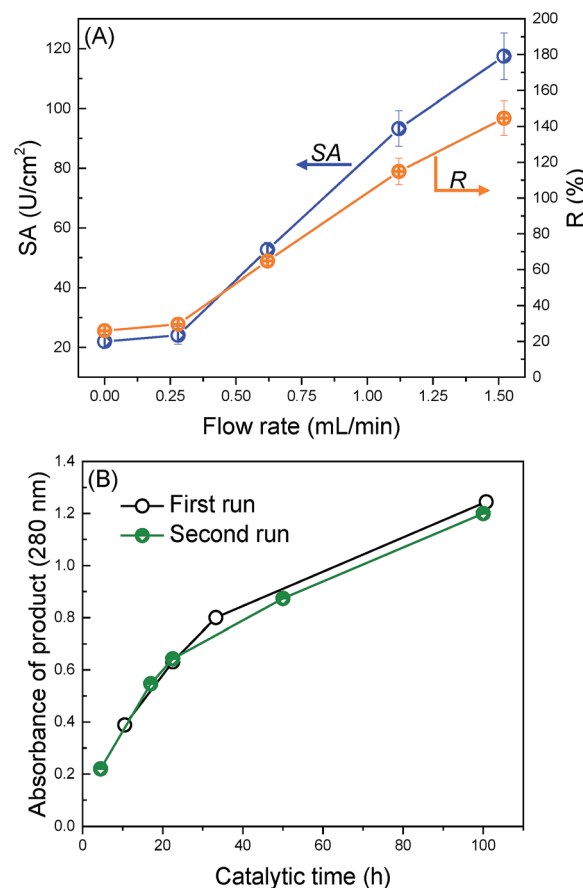 (A)
SA (U/cm²)
120
100
80
60
40
20
200
180
160
140
120
100
80
60
40
20
0
R (%)
SA
R
0.00 0.25 0.50 0.75 1.00 1.25 1.50
Flow rate (mL/min)
(B)
First run
Second run
Absorbance of product (280 nm)
1.4
1.2
1.0
0.8
0.6
0.4
0.2
0.0
0 20 40 60 80 100
Catalytic time (h)